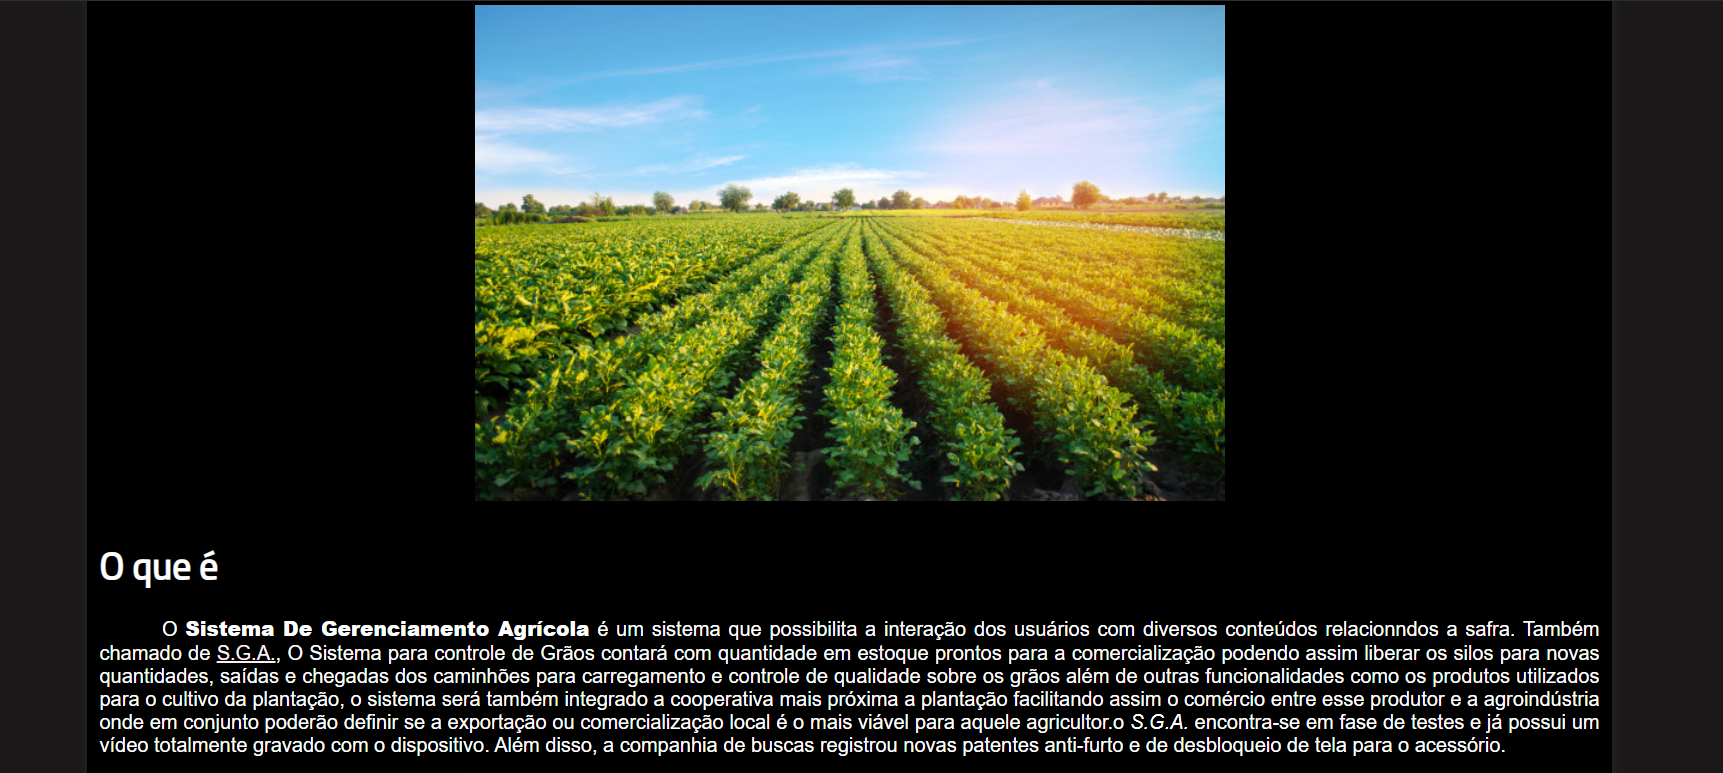 O que é
O Sistema De Gerenciamento Agrícola é um sistema que possibilita a interação dos usuários com diversos conteúdos relacionndos a safra. Também
chamado de S.G.A., O Sistema para controle de Grãos contará com quantidade em estoque prontos para a comercialização podendo assim liberar os silos para novas
quantidades, saídas e chegadas dos caminhões para carregamento e controle de qualidade sobre os grãos além de outras funcionalidades como os produtos utilizados
para o cultivo da plantação, o sistema será também integrado a cooperativa mais próxima a plantação facilitando assim o comércio entre esse produtor e a agroindústria
onde em conjunto poderão definir se a exportação ou comercialização local é o mais viável para aquele agricultor.o S.G.A. encontra-se em fase de testes e já possui um
vídeo totalmente gravado com o dispositivo. Além disso, a companhia de buscas registrou novas patentes anti-furto e de desbloqueio de tela para o acessório.